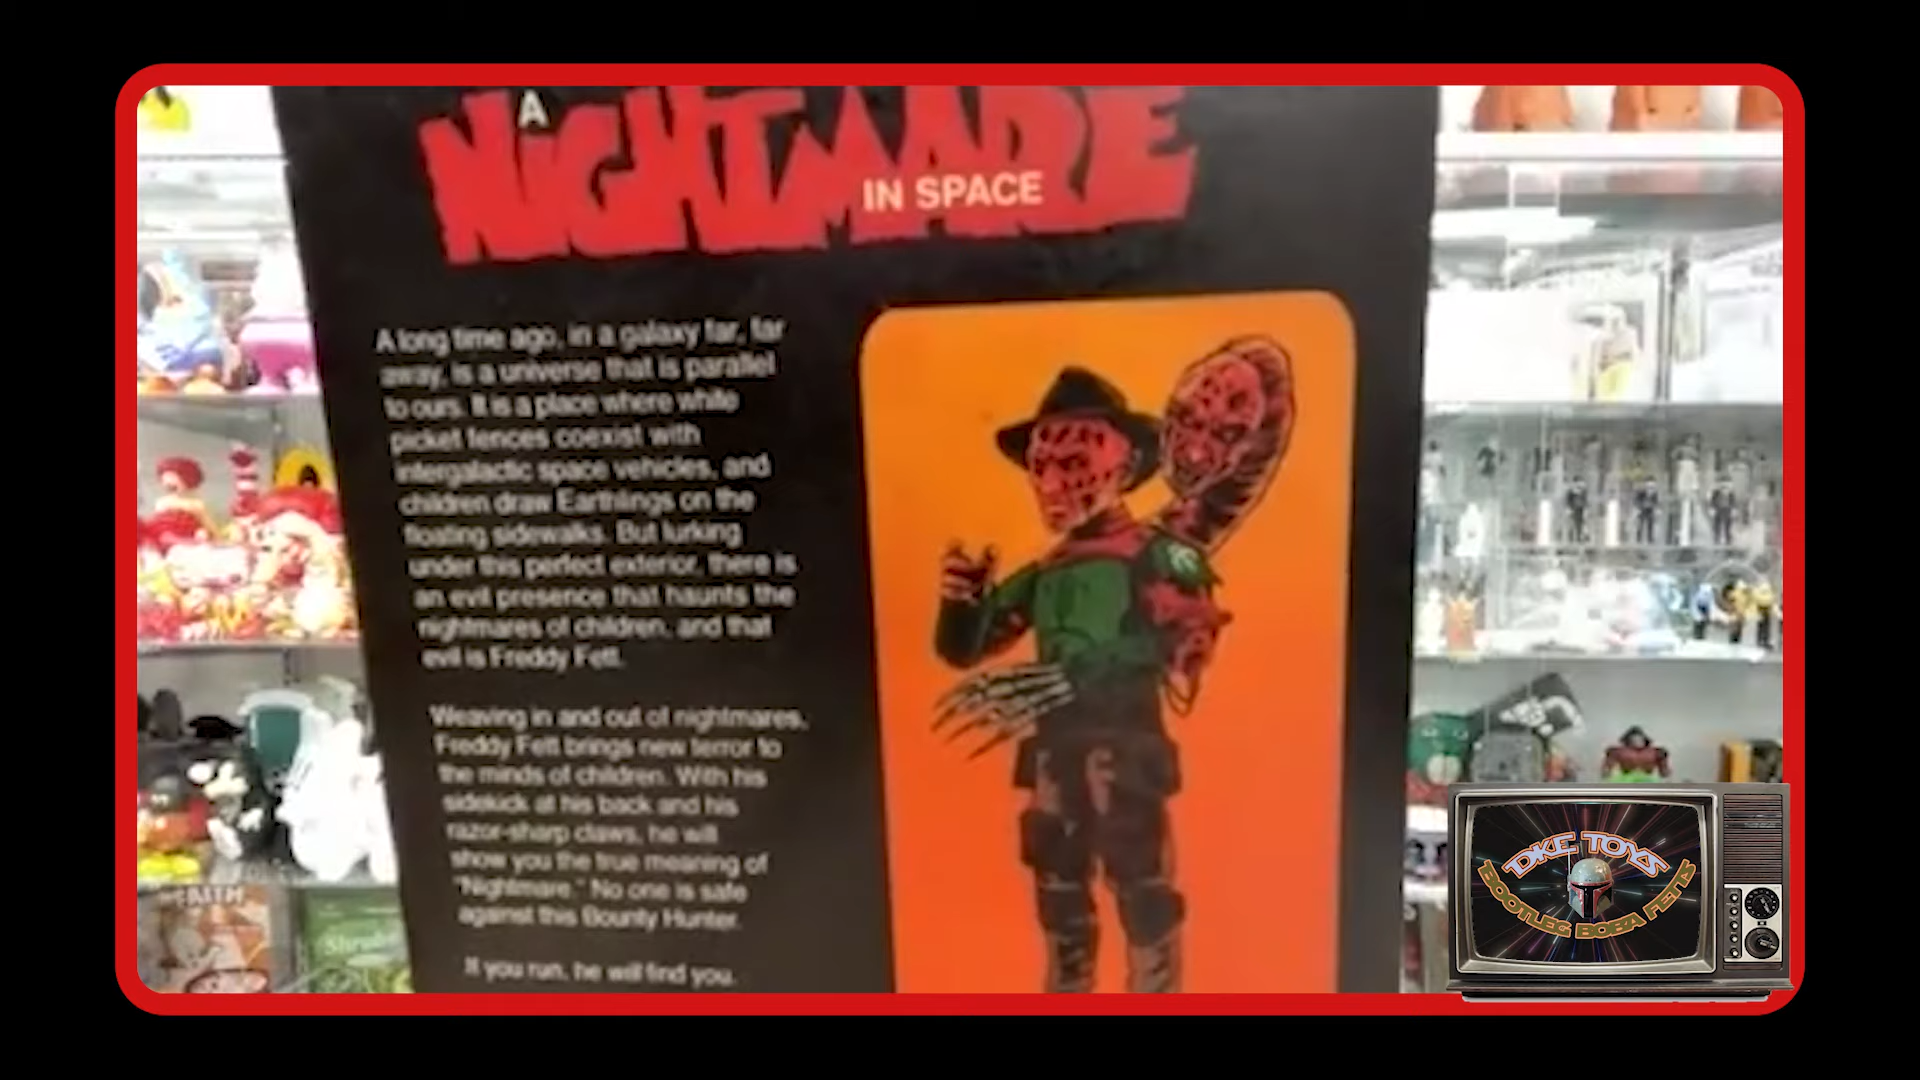 A
NIGHTMARE
IN SPACE
A long time ago, in a galaxy far, far
away, is a universe that is parallel
to ours. It is a place where white
picket fences coexist with
intergalactic space vehicles, and
children draw Earthlings on the
floating sidewalks. But lurking
under this perfect exterior, there is
an evil presence that haunts the
nightmares of children, and that
evil is Freddy Fett.
Weaving in and out of nightmares,
Freddy Fett brings new terror to
the minds of children. With his
sidekick at his back and his
razor-sharp claws, he will
show you the true meaning of
"Nightmare." No one is safe
against this Bounty Hunter.
If you run, he will find you.
DKE TOYS
BOOTLEG BOBA FETTS